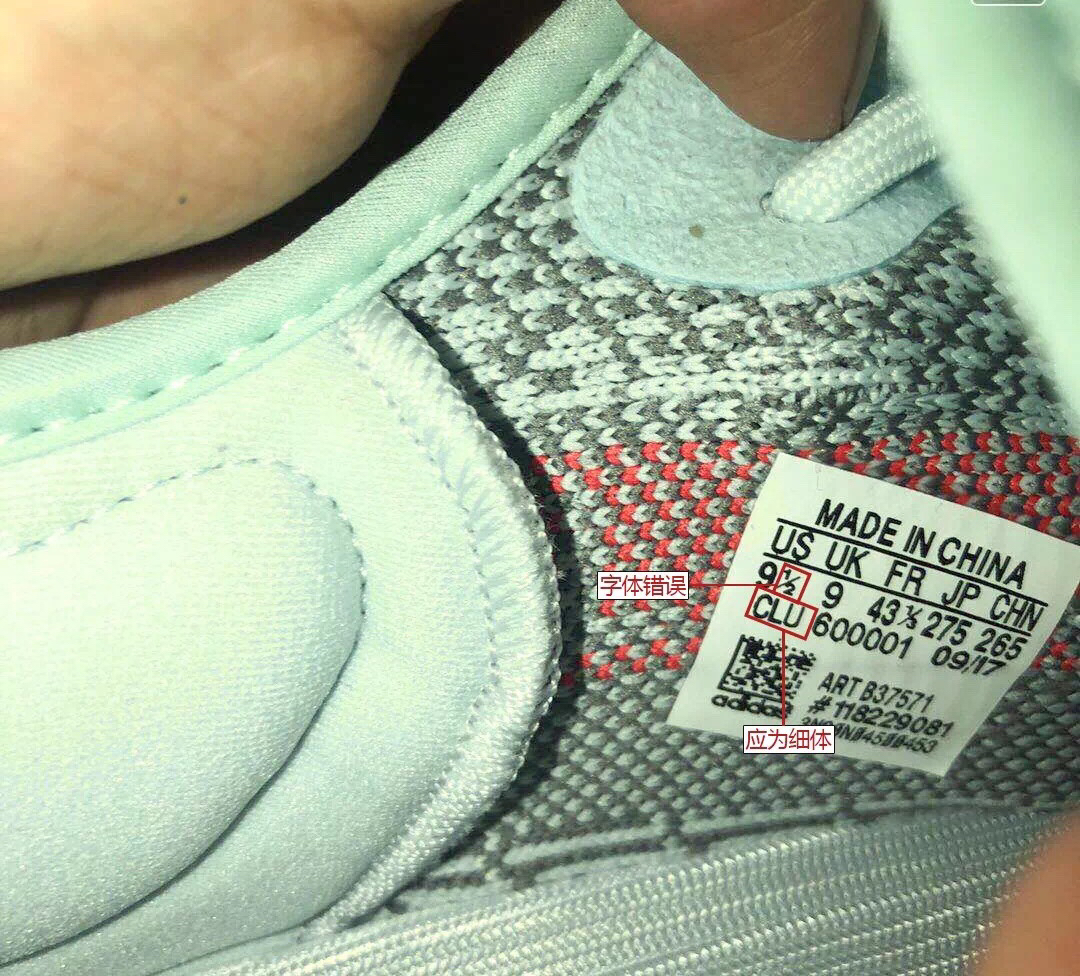 MADE IN CHINA
US UK FR JP CHN
9½ 9 43⅓ 275 265
CLU 600001 09/17
ART B37571
# 118229081
adidas
字体错误
应为细体